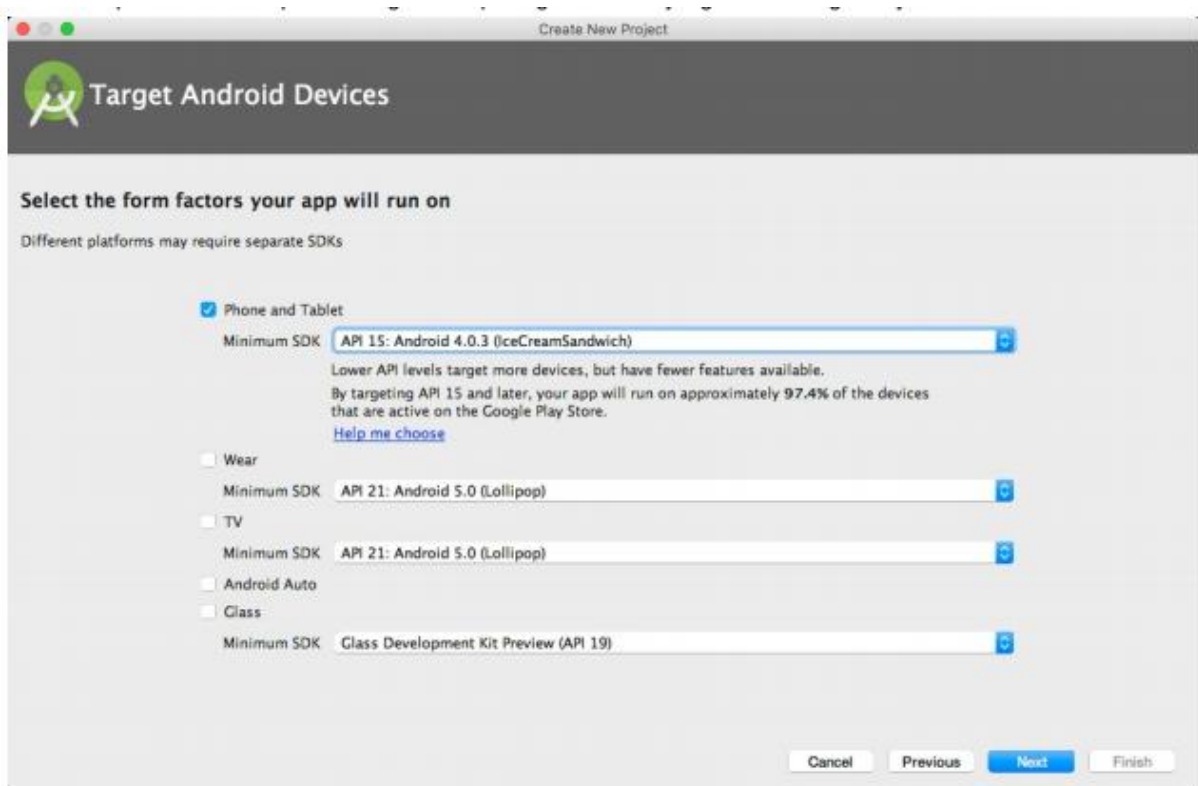 Create New Project
Target Android Devices
Select the form factors your app will run on
Different platforms may require separate SDKs
Phone and Tablet
Minimum SDK API 15: Android 4.0.3 (IceCreamSandwich)
Lower API levels target more devices, but have fewer features available.
By targeting API 15 and later, your app will run on approximately 97.4% of the devices
that are active on the Google Play Store.
Help me choose
Wear
Minimum SDK API 21: Android 5.0 (Lollipop)
TV
Minimum SDK API 21: Android 5.0 (Lollipop)
Android Auto
Glass
Minimum SDK Glass Development Kit Preview (API 19)
Cancel Previous Next Finish